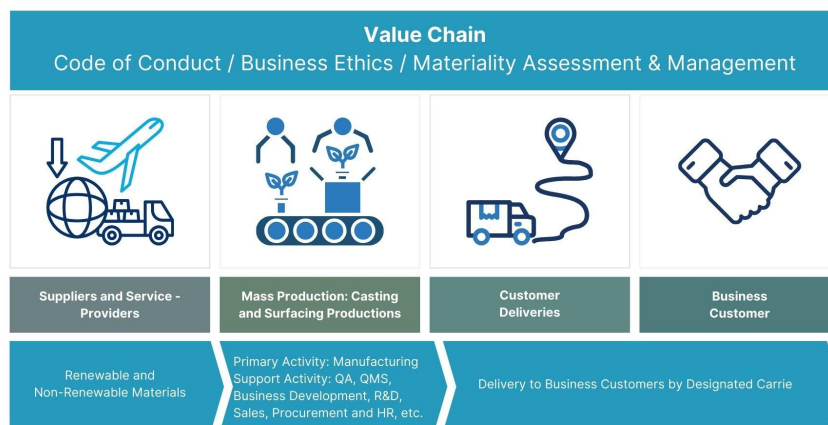 Value Chain
Code of Conduct / Business Ethics / Materiality Assessment & Management
Suppliers and Service -
Providers
Mass Production: Casting
and Surfacing Productions
Customer
Deliveries
Business
Customer
Renewable and
Non-Renewable Materials
Primary Activity: Manufacturing
Support Activity: QA, QMS,
Business Development, R&D,
Sales, Procurement and HR, etc.
Delivery to Business Customers by Designated Carrie